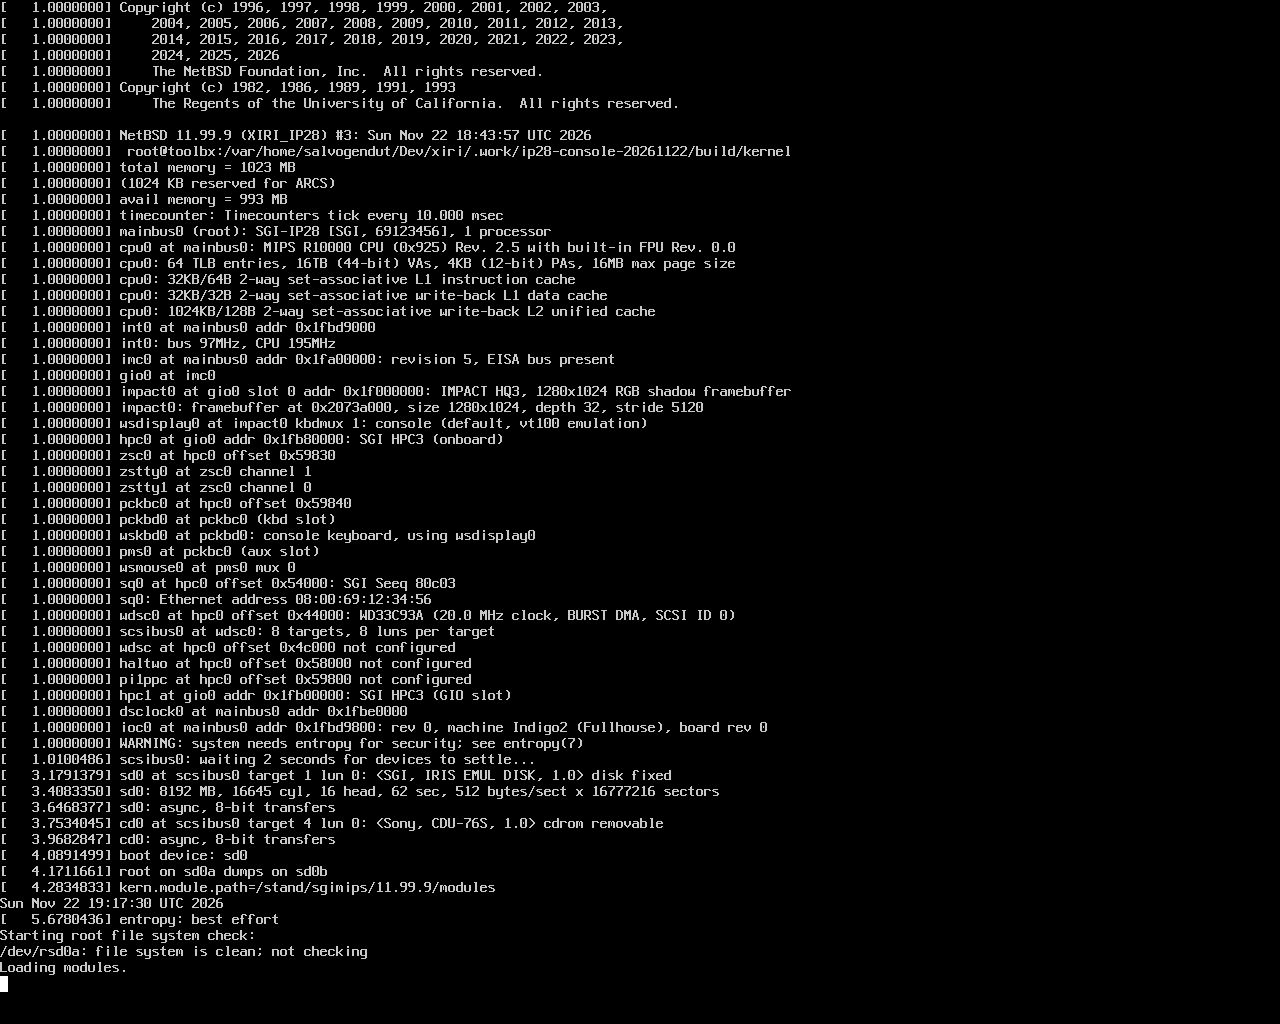 [   1.0000000] Copyright (c) 1996, 1997, 1998, 1999, 2000, 2001, 2002, 2003,
[   1.0000000]     2004, 2005, 2006, 2007, 2008, 2009, 2010, 2011, 2012, 2013,
[   1.0000000]     2014, 2015, 2016, 2017, 2018, 2019, 2020, 2021, 2022, 2023,
[   1.0000000]     2024, 2025, 2026
[   1.0000000]     The NetBSD Foundation, Inc.  All rights reserved.
[   1.0000000] Copyright (c) 1982, 1986, 1989, 1991, 1993
[   1.0000000]     The Regents of the University of California.  All rights reserved.

[   1.0000000] NetBSD 11.99.9 (XIRI_IP28) #3: Sun Nov 22 18:43:57 UTC 2026
[   1.0000000]  root@toolbx:/var/home/salvogendut/Dev/xiri/.work/ip28-console-20261122/build/kernel
[   1.0000000] total memory = 1023 MB
[   1.0000000] (1024 KB reserved for ARCS)
[   1.0000000] avail memory = 993 MB
[   1.0000000] timecounter: Timecounters tick every 10.000 msec
[   1.0000000] mainbus0 (root): SGI-IP28 [SGI, 69123456], 1 processor
[   1.0000000] cpu0 at mainbus0: MIPS R10000 CPU (0x925) Rev. 2.5 with built-in FPU Rev. 0.0
[   1.0000000] cpu0: 64 TLB entries, 16TB (44-bit) VAs, 4KB (12-bit) PAs, 16MB max page size
[   1.0000000] cpu0: 32KB/64B 2-way set-associative L1 instruction cache
[   1.0000000] cpu0: 32KB/32B 2-way set-associative write-back L1 data cache
[   1.0000000] cpu0: 1024KB/128B 2-way set-associative write-back L2 unified cache
[   1.0000000] int0 at mainbus0 addr 0x1fbd9000
[   1.0000000] int0: bus 97MHz, CPU 195MHz
[   1.0000000] imc0 at mainbus0 addr 0x1fa00000: revision 5, EISA bus present
[   1.0000000] gio0 at imc0
[   1.0000000] impact0 at gio0 slot 0 addr 0x1f000000: IMPACT HQ3, 1280x1024 RGB shadow framebuffer
[   1.0000000] impact0: framebuffer at 0x2073a000, size 1280x1024, depth 32, stride 5120
[   1.0000000] wsdisplay0 at impact0 kbdmux 1: console (default, vt100 emulation)
[   1.0000000] hpc0 at gio0 addr 0x1fb80000: SGI HPC3 (onboard)
[   1.0000000] zsc0 at hpc0 offset 0x59830
[   1.0000000] zstty0 at zsc0 channel 1
[   1.0000000] zstty1 at zsc0 channel 0
[   1.0000000] pckbc0 at hpc0 offset 0x59840
[   1.0000000] pckbd0 at pckbc0 (kbd slot)
[   1.0000000] wskbd0 at pckbd0: console keyboard, using wsdisplay0
[   1.0000000] pms0 at pckbc0 (aux slot)
[   1.0000000] wsmouse0 at pms0 mux 0
[   1.0000000] sq0 at hpc0 offset 0x54000: SGI Seeq 80c03
[   1.0000000] sq0: Ethernet address 08:00:69:12:34:56
[   1.0000000] wdsc0 at hpc0 offset 0x44000: WD33C93A (20.0 MHz clock, BURST DMA, SCSI ID 0)
[   1.0000000] scsibus0 at wdsc0: 8 targets, 8 luns per target
[   1.0000000] wdsc at hpc0 offset 0x4c000 not configured
[   1.0000000] haltwo at hpc0 offset 0x58000 not configured
[   1.0000000] pi1ppc at hpc0 offset 0x59800 not configured
[   1.0000000] hpc1 at gio0 addr 0x1fb00000: SGI HPC3 (GIO slot)
[   1.0000000] dsclock0 at mainbus0 addr 0x1fbe0000
[   1.0000000] ioc0 at mainbus0 addr 0x1fbd9800: rev 0, machine Indigo2 (Fullhouse), board rev 0
[   1.0000000] WARNING: system needs entropy for security; see entropy(7)
[   1.0100486] scsibus0: waiting 2 seconds for devices to settle...
[   3.1791379] sd0 at scsibus0 target 1 lun 0: <SGI, IRIS EMUL DISK, 1.0> disk fixed
[   3.4083350] sd0: 8192 MB, 16645 cyl, 16 head, 62 sec, 512 bytes/sect x 16777216 sectors
[   3.6468377] sd0: async, 8-bit transfers
[   3.7534045] cd0 at scsibus0 target 4 lun 0: <Sony, CDU-76S, 1.0> cdrom removable
[   3.9682847] cd0: async, 8-bit transfers
[   4.0891499] boot device: sd0
[   4.1711661] root on sd0a dumps on sd0b
[   4.2834833] kern.module.path=/stand/sgimips/11.99.9/modules
Sun Nov 22 19:17:30 UTC 2026
[   5.6780436] entropy: best effort
Starting root file system check:
/dev/rsd0a: file system is clean; not checking
Loading modules.